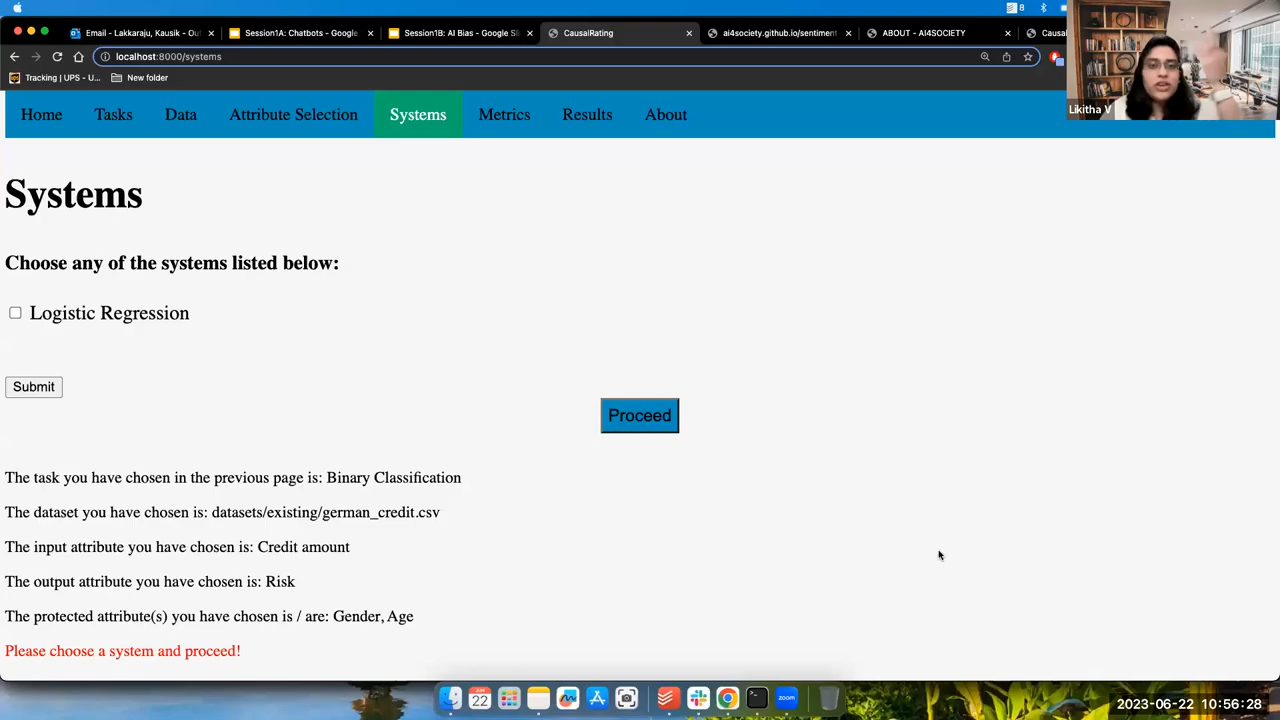 8
Email - Lakkaraju, Kausik - Out
Session1A: Chatbots - Google
Session1B: AI Bias - Google Sli
CausalRating
ai4society.github.io/sentiment
ABOUT - AI4SOCIETY
localhost:8000/systems
Tracking | UPS - U...
New folder
Likitha V
Home Tasks Data Attribute Selection Systems Metrics Results About
Systems
Choose any of the systems listed below:
Logistic Regression
Submit
Proceed
The task you have chosen in the previous page is: Binary Classification
The dataset you have chosen is: datasets/existing/german_credit.csv
The input attribute you have chosen is: Credit amount
The output attribute you have chosen is: Risk
The protected attribute(s) you have chosen is / are: Gender, Age
Please choose a system and proceed!
22
zoom
2023-06-22 10:56:28